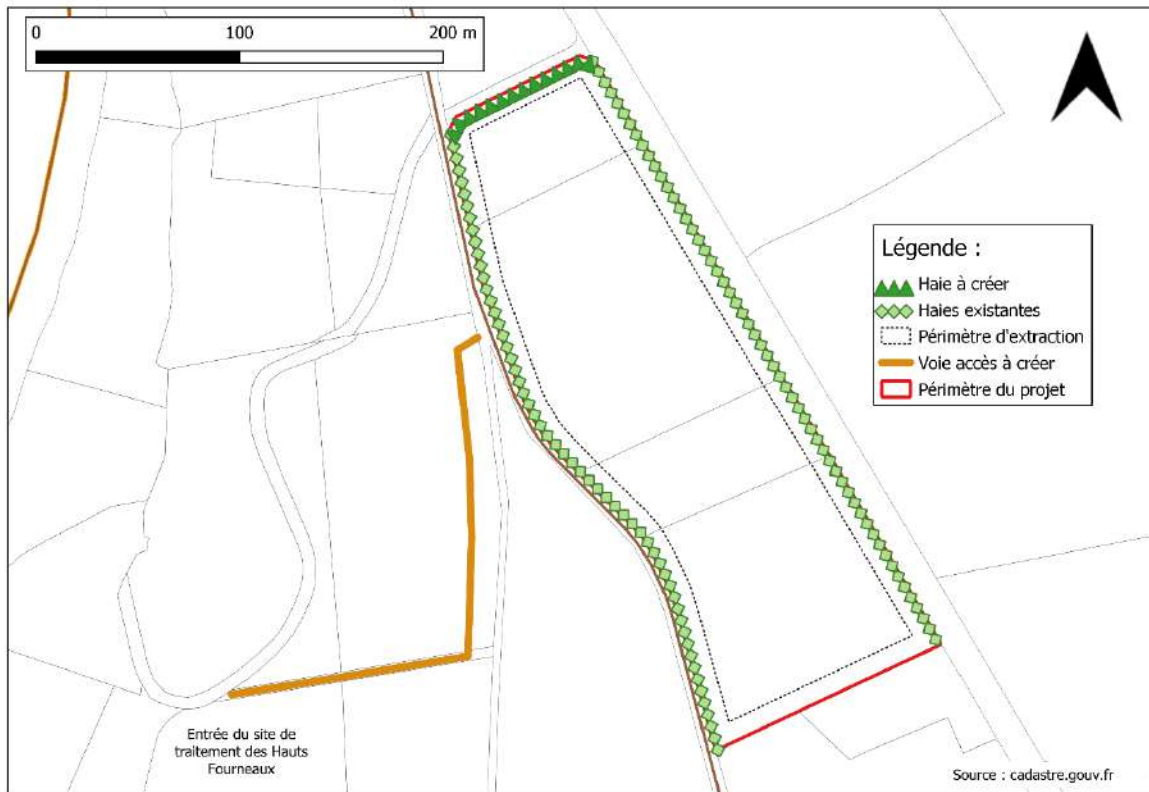 0 100 200 m
Légende :
Haie à créer
Haies existantes
Périmètre d'extraction
Voie accès à créer
Périmètre du projet
Entrée du site de
traitement des Hauts
Fourneaux
Source : cadastre.gouv.fr